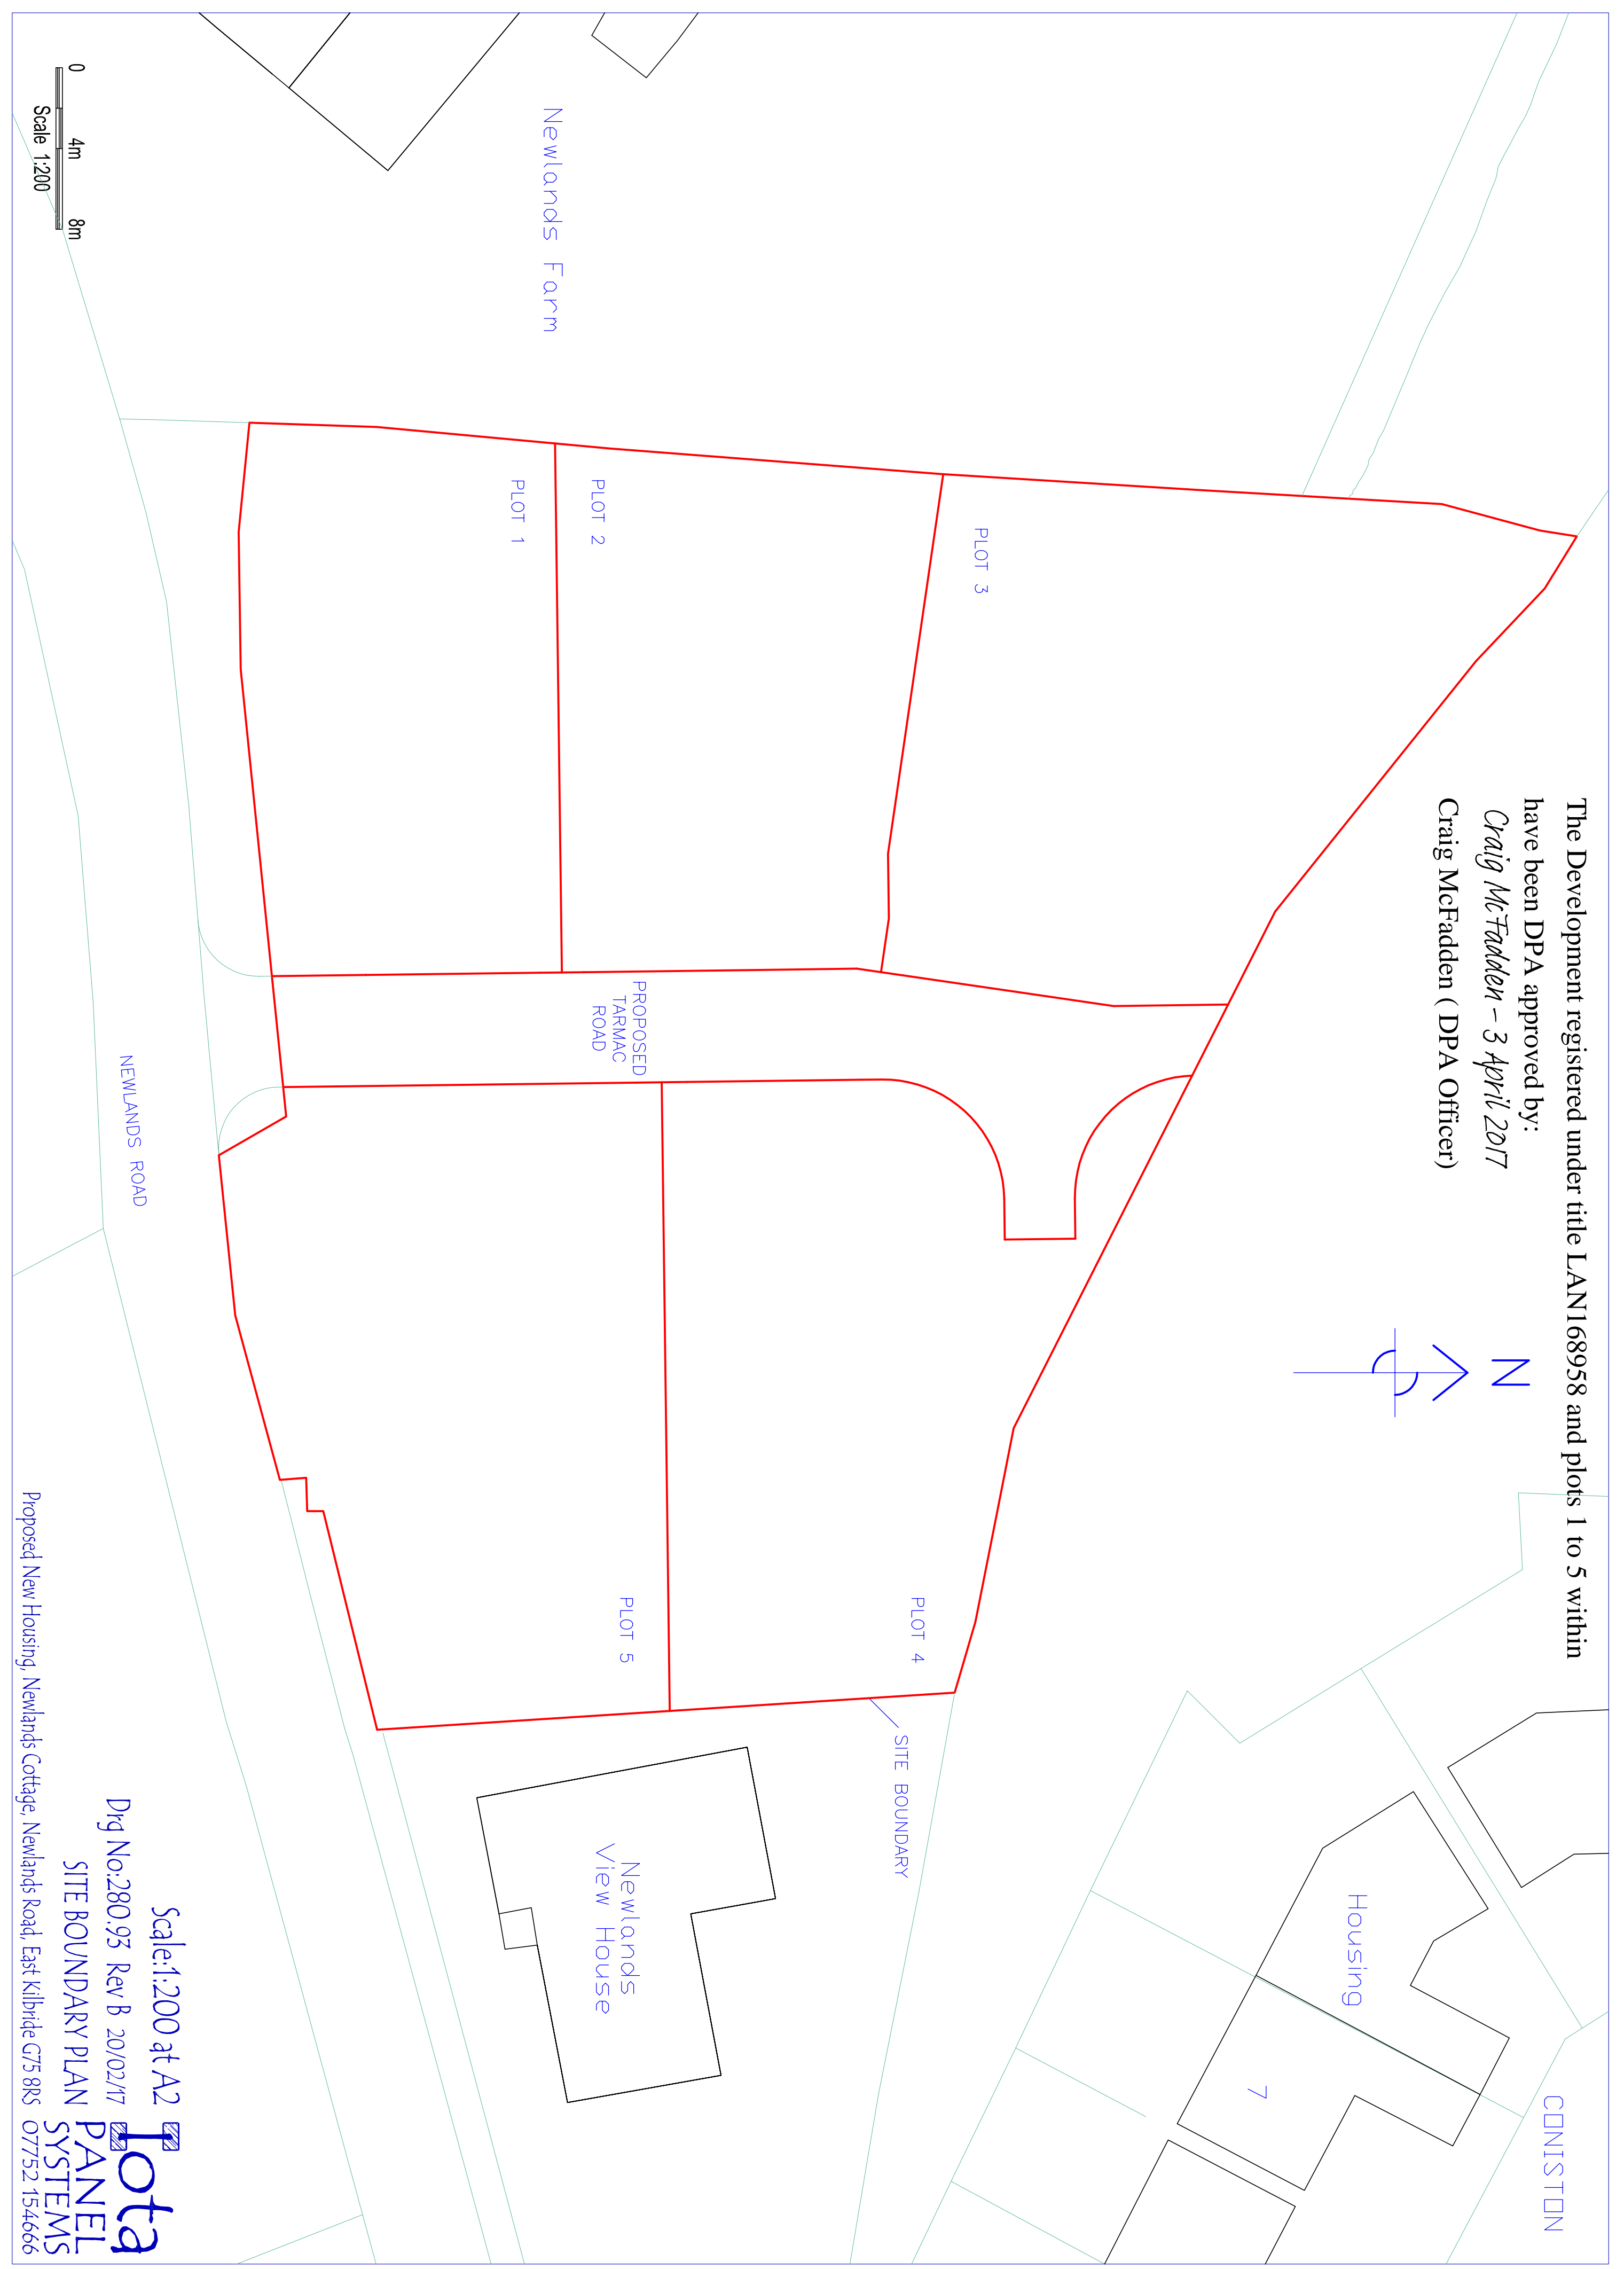 The Development registered under title LAN168958 and plots 1 to 5 within
have been DPA approved by:
Craig McFadden – 3 April 2017
Craig McFadden ( DPA Officer)
N
CONISTON
Housing
7
PLOT 3
PLOT 4
SITE BOUNDARY
PLOT 2
PLOT 1
PROPOSED
TARMAC
ROAD
PLOT 5
Newlands
View House
Newlands Farm
NEWLANDS ROAD
0 4m 8m
Scale 1:200
Scale:1:200 at A2
Drg No:280.93 Rev B 20/02/17
SITE BOUNDARY PLAN
Proposed New Housing, Newlands Cottage, Newlands Road, East Kilbride G75 8RS
Iota
PANEL
SYSTEMS
07752 154666